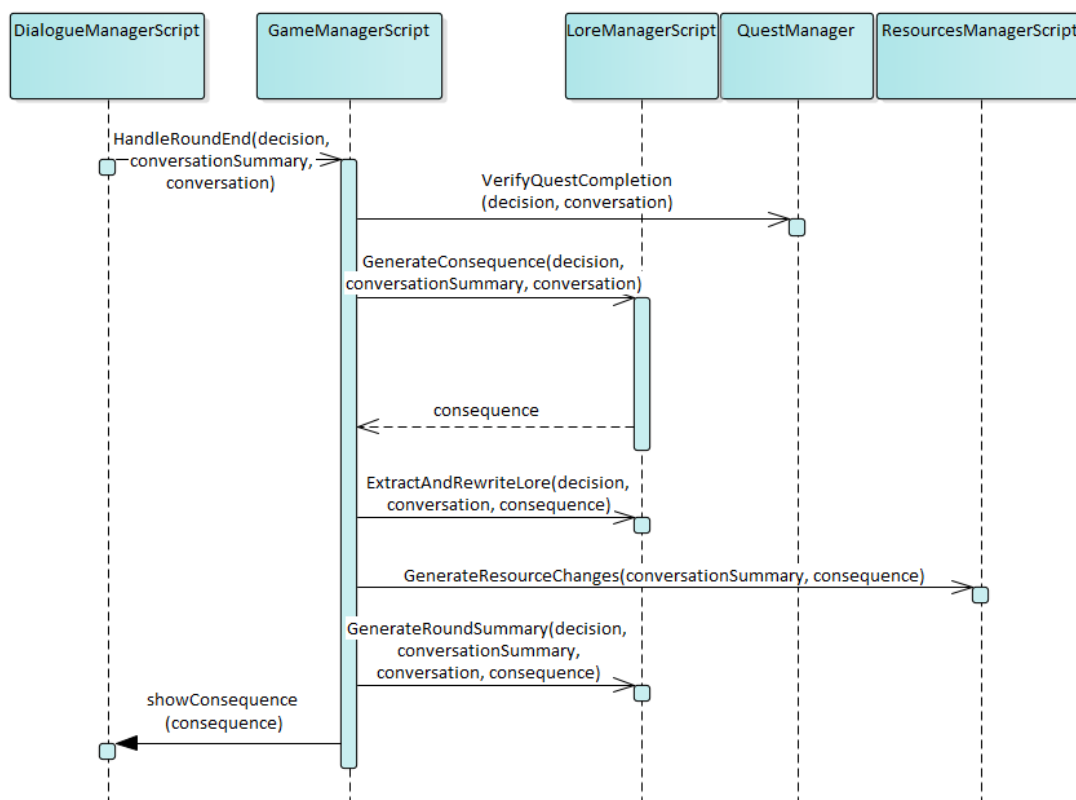 DialogueManagerScript
GameManagerScript
LoreManagerScript
QuestManager
ResourcesManagerScript
HandleRoundEnd(decision,
conversationSummary,
conversation)
VerifyQuestCompletion
(decision, conversation)
GenerateConsequence(decision,
conversationSummary, conversation)
consequence
ExtractAndRewriteLore(decision,
conversation, consequence)
GenerateResourceChanges(conversationSummary, consequence)
GenerateRoundSummary(decision,
conversationSummary,
conversation, consequence)
showConsequence
(consequence)